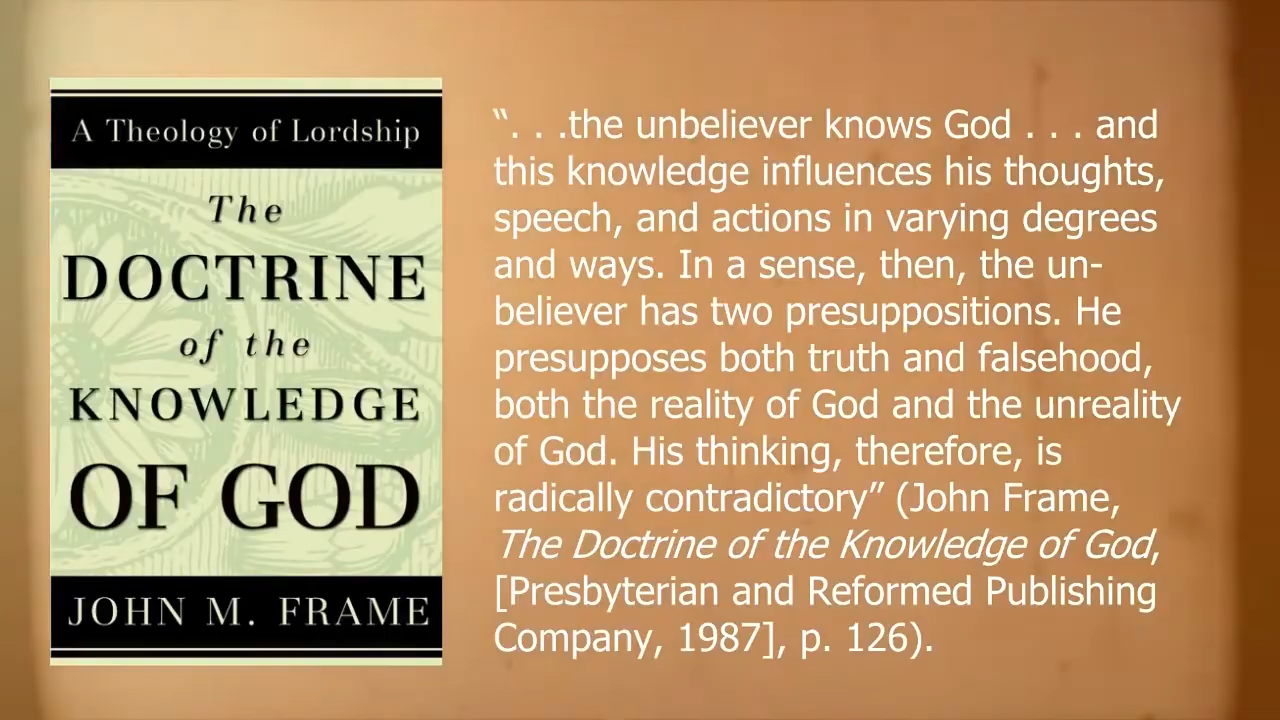 A Theology of Lordship
The
DOCTRINE
of the
KNOWLEDGE
OF GOD
JOHN M. FRAME
“. . .the unbeliever knows God . . . and
this knowledge influences his thoughts,
speech, and actions in varying degrees
and ways. In a sense, then, the un-
believer has two presuppositions. He
presupposes both truth and falsehood,
both the reality of God and the unreality
of God. His thinking, therefore, is
radically contradictory” (John Frame,
The Doctrine of the Knowledge of God,
[Presbyterian and Reformed Publishing
Company, 1987], p. 126).